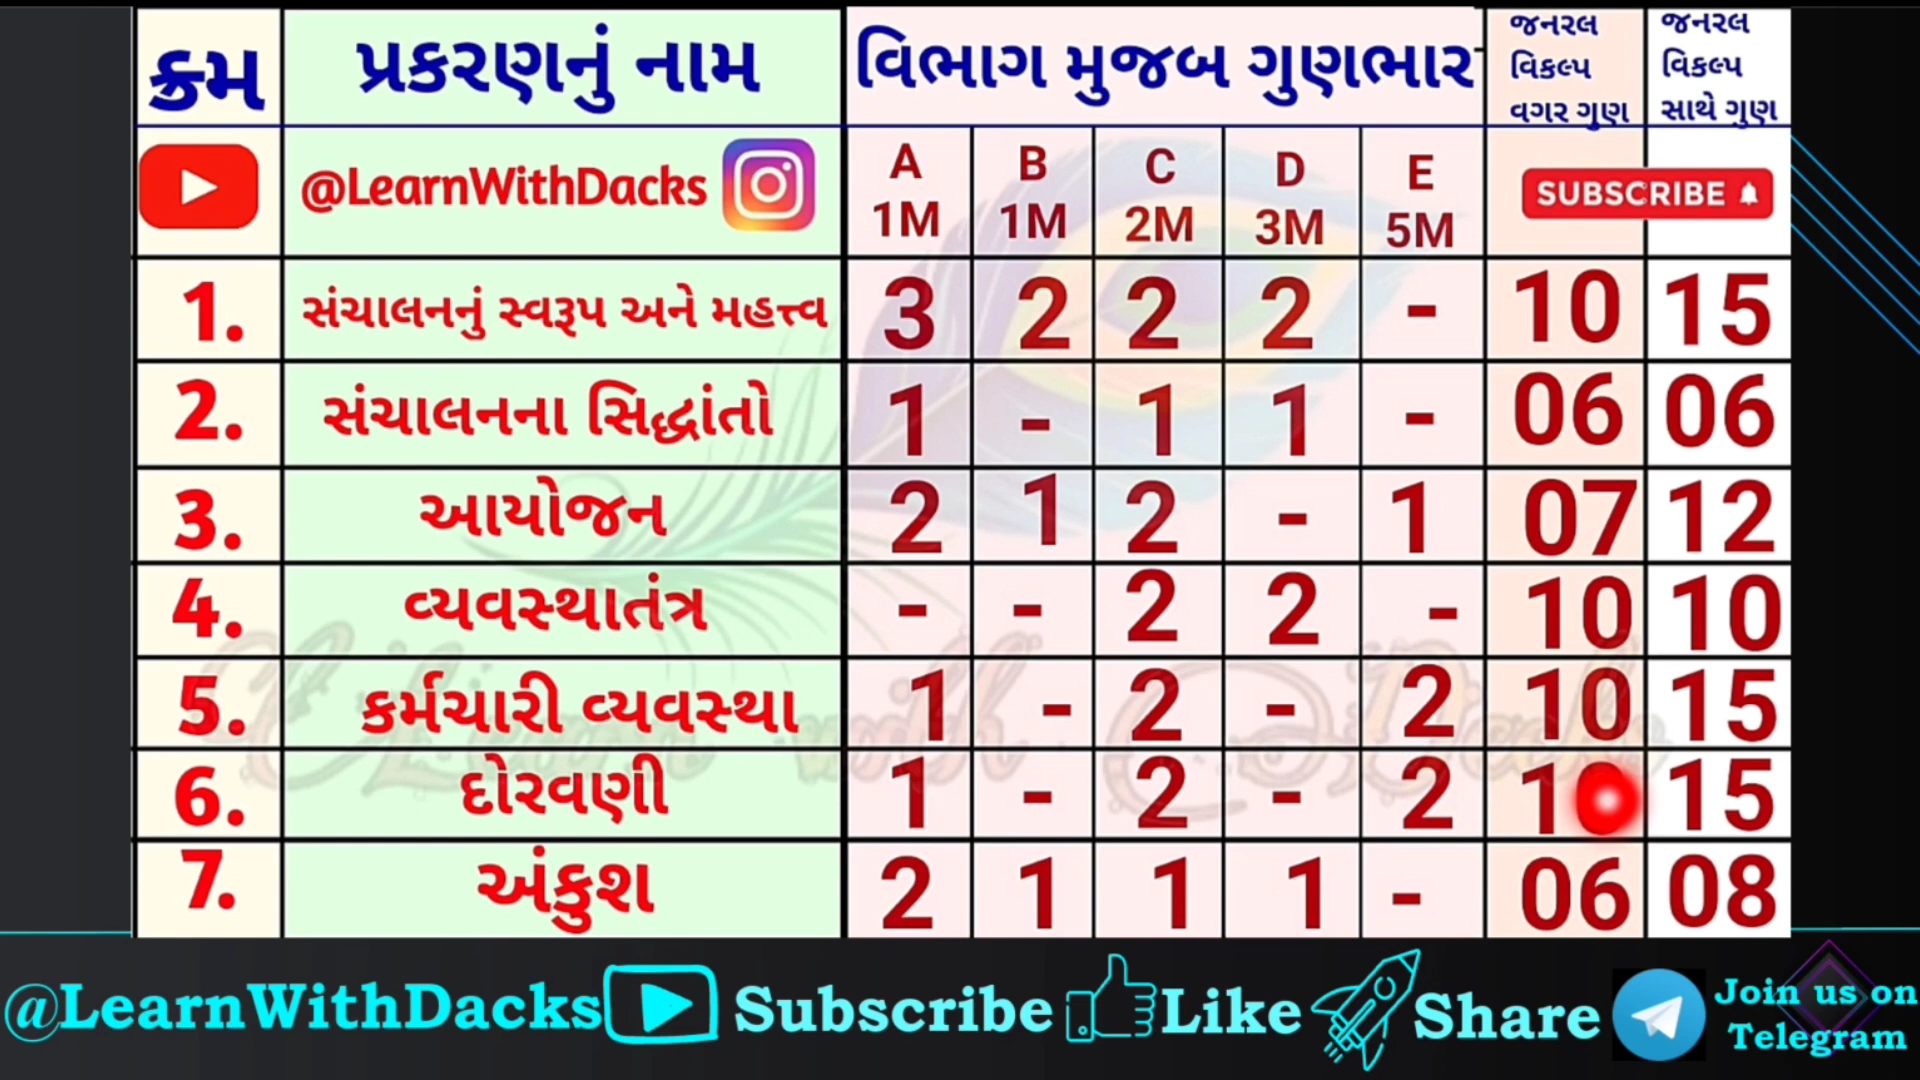 ક્રમ પ્રકરણનું નામ વિભાગ મુજબ ગુણભાર જનરલ વિકલ્પ વગર ગુણ જનરલ વિકલ્પ સાથે ગુણ
@LearnWithDacks A 1M B 1M C 2M D 3M E 5M SUBSCRIBE
1. સંચાલનનું સ્વરૂપ અને મહત્ત્વ 3 2 2 2 - 10 15
2. સંચાલનના સિદ્ધાંતો 1 - 1 1 - 06 06
3. આયોજન 2 1 2 - 1 07 12
4. વ્યવસ્થાતંત્ર - - 2 2 - 10 10
5. કર્મચારી વ્યવસ્થા 1 - 2 - 2 10 15
6. દોરવણી 1 - 2 - 2 10 15
7. અંકુશ 2 1 1 1 - 06 08
Learn with Dacks
@LearnWithDacks Subscribe Like Share Join us on Telegram